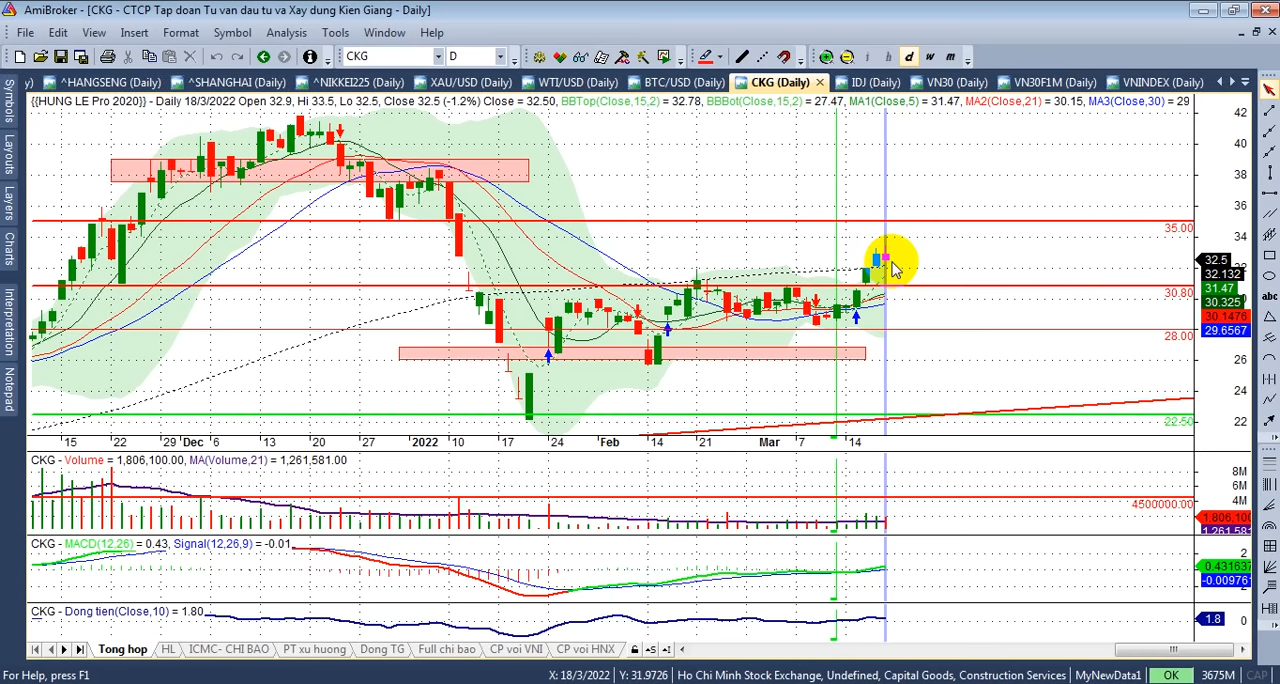 AmiBroker - [CKG - CTCP Tap doan Tu van dau tu va Xay dung Kien Giang - Daily]
File Edit View Insert Format Symbol Analysis Tools Window Help
CKG D
d w m
^HANGSENG (Daily) ^SHANGHAI (Daily) ^NIKKEI225 (Daily) XAU/USD (Daily) WTI/USD (Daily) BTC/USD (Daily) CKG (Daily) IDJ (Daily) VN30 (Daily) VN30F1M (Daily) VNINDEX (Daily)
Symbols
Layouts
Layers
Charts
Interpretation
Notepad
{{HUNG LE Pro 2020}} - Daily 18/3/2022 Open 32.9, Hi 33.5, Lo 32.5, Close 32.5 (-1.2%) Close = 32.50, BBTop(Close,15,2) = 32.78, BBBot(Close,15,2) = 27.47, MA1(Close,5) = 31.47, MA2(Close,21) = 30.15, MA3(Close,30) = 29
42
40
38
36
35.00
34
32.5
32.132
31.47
30.80
30.325
30.1476
29.6567
28.00
26
24
22.50
22
15 22 29 Dec 6 13 20 27 2022 10 17 24 Feb 14 21 Mar 7 14
CKG - Volume = 1,806,100.00, MA(Volume,21) = 1,261,581.00
8M
6M
4M
4500000.00
1,806,100
CKG - MACD(12,26) = 0.43, Signal(12,26,9) = -0.01
2
0.431637
-0.00976
CKG - Dong tien(Close,10) = 1.80
1.8
0
Tong hop HL ICMC- CHI BAO PT xu huong Dong TG Full chi bao CP voi VNI CP voi HNX
For Help, press F1 X: 18/3/2022 Y: 31.9726 Ho Chi Minh Stock Exchange, Undefined, Capital Goods, Construction Services MyNewData1 OK 3675M CAP
abc